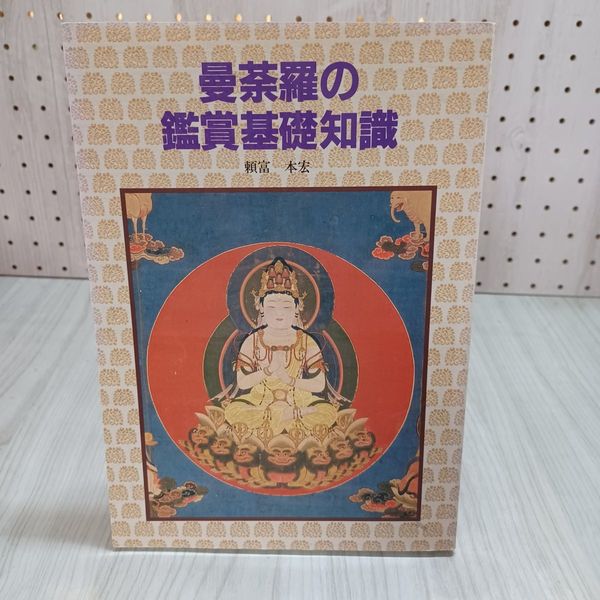 曼荼羅の
鑑賞基礎知識
頼富　本宏